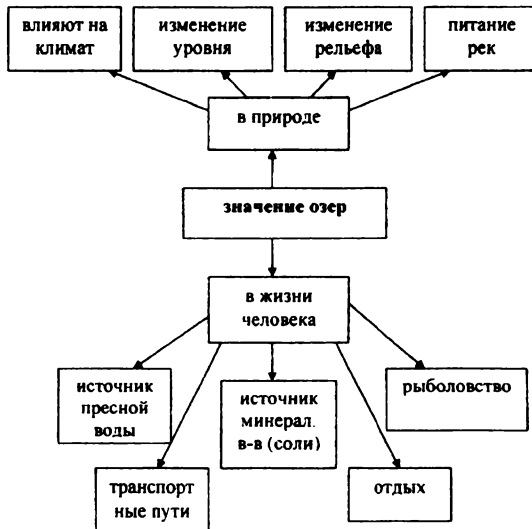 влияют на
климат
изменение
уровня
изменение
рельефа
питание
рек
в природе
значение озер
в жизни
человека
источник
пресной
воды
источник
минерал.
в-в (соли)
рыболовство
транспорт
ные пути
отдых